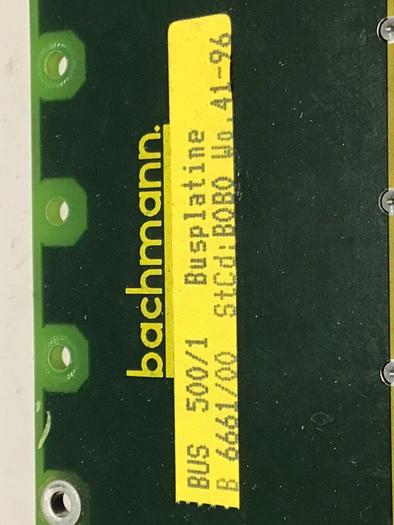 bachmann.
BUS 500/1 Busplatine
B 6661/00 StCd:BOBO Wo.41-96